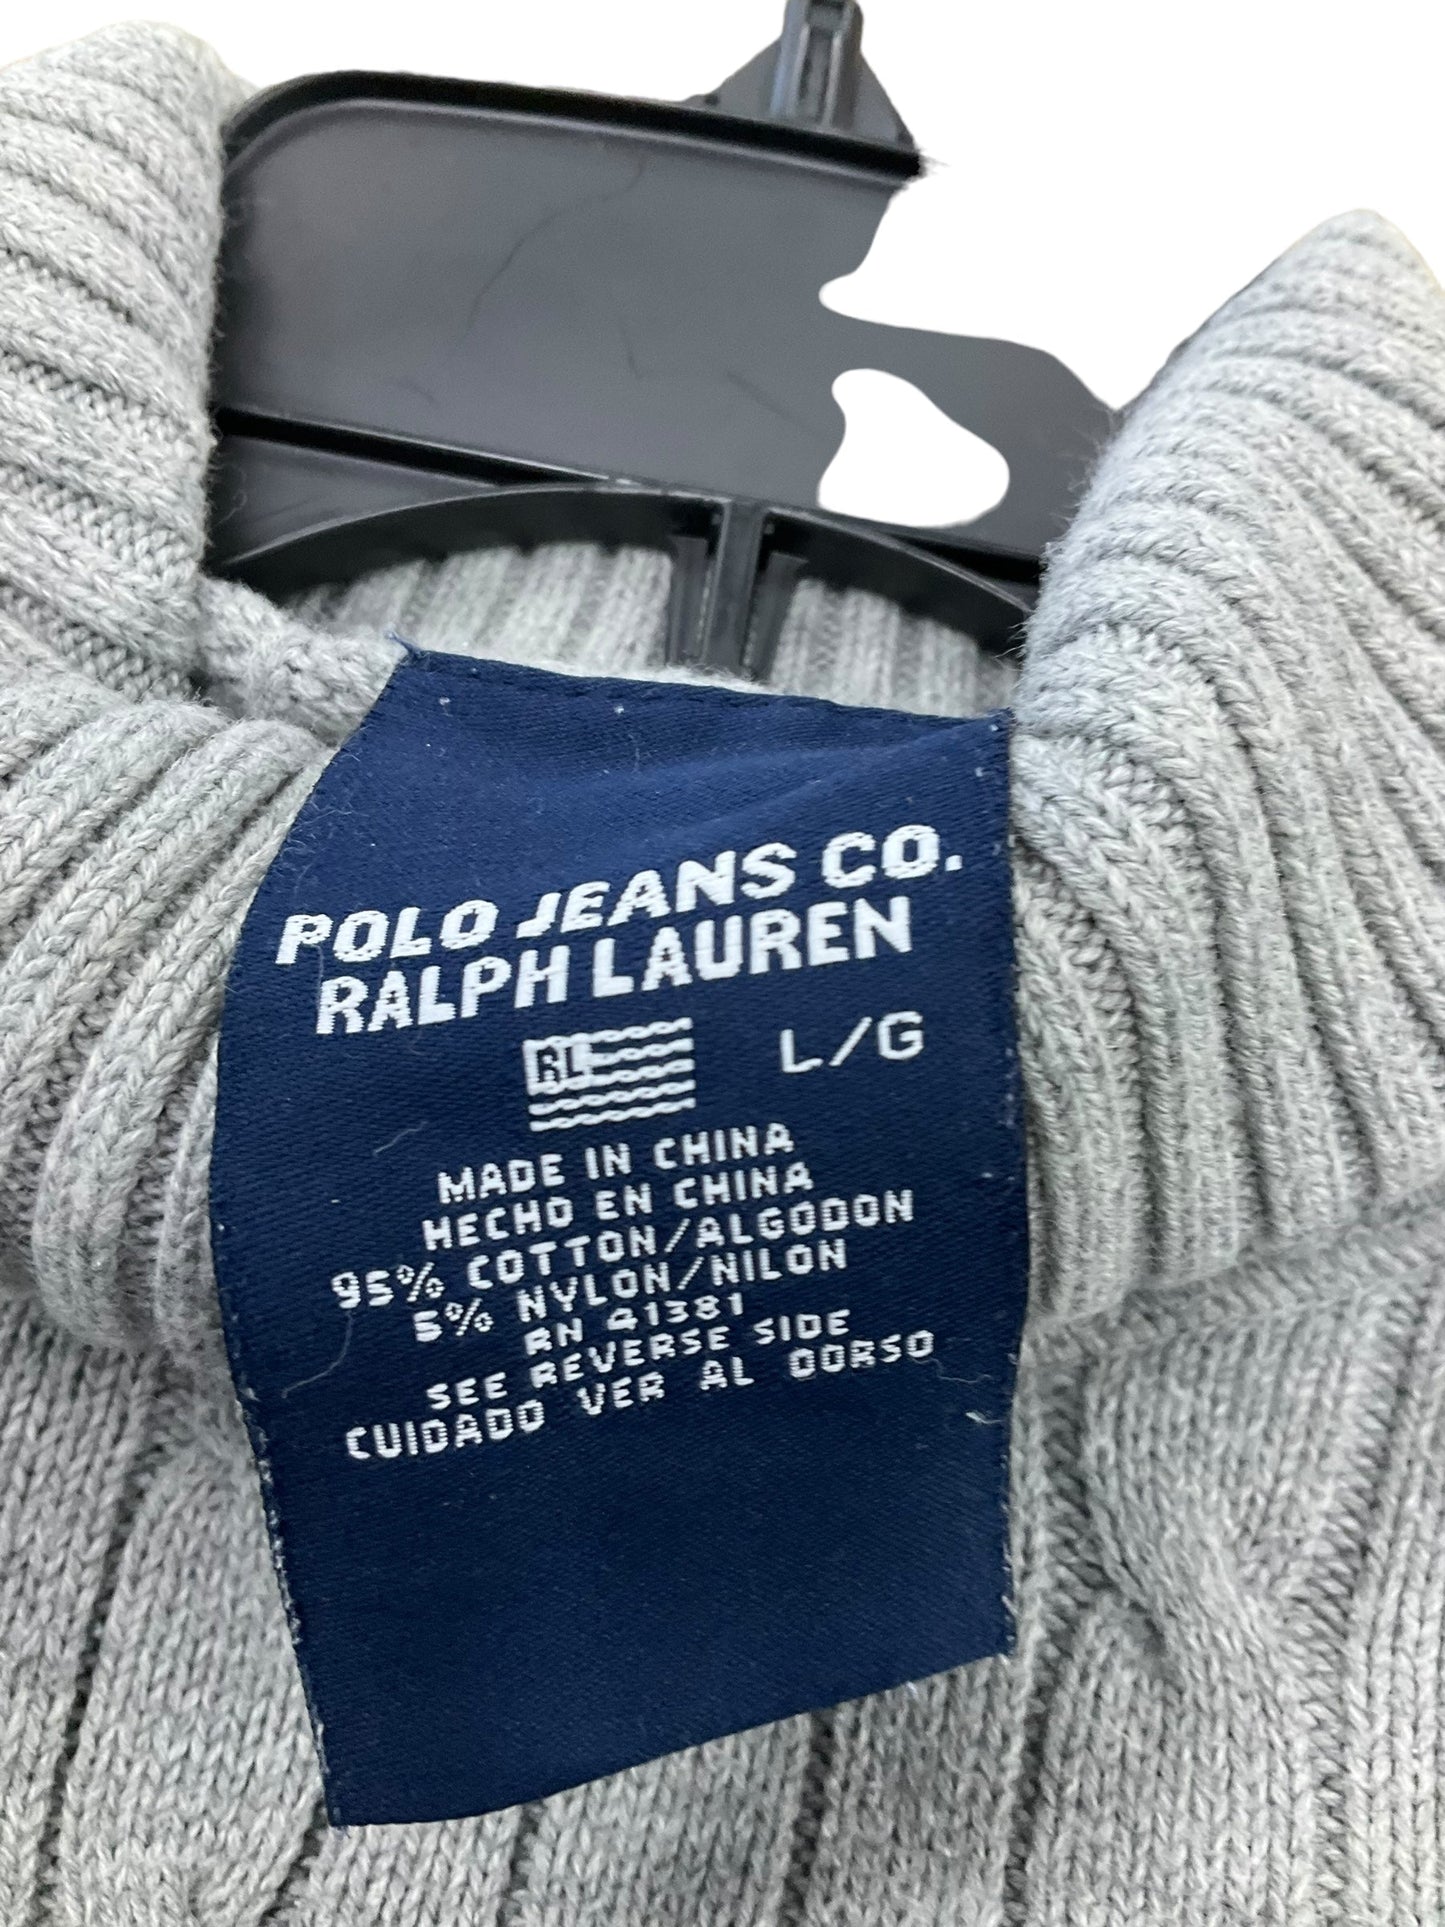 POLO JEANS CO.
RALPH LAUREN
RL L/G
MADE IN CHINA
HECHO EN CHINA
95% COTTON/ALGODON
5% NYLON/NILON
RN 41381
SEE REVERSE SIDE
CUIDADO VER AL DORSO